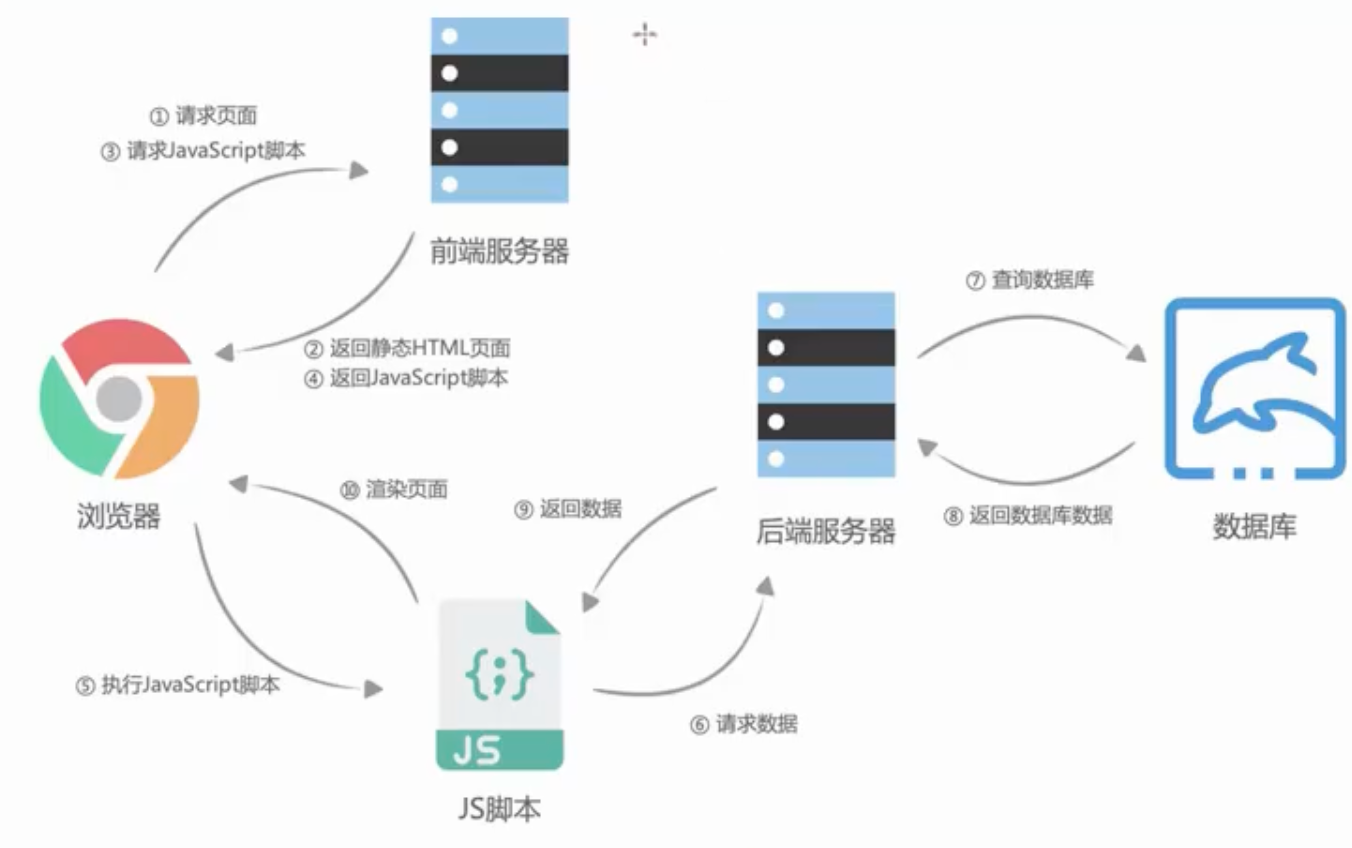 ① 请求页面
③ 请求JavaScript脚本
前端服务器
② 返回静态HTML页面
④ 返回JavaScript脚本
⑦ 查询数据库
浏览器
⑩ 渲染页面
⑨ 返回数据
后端服务器
⑧ 返回数据库数据
数据库
⑤ 执行JavaScript脚本
{;}
JS
⑥ 请求数据
JS脚本